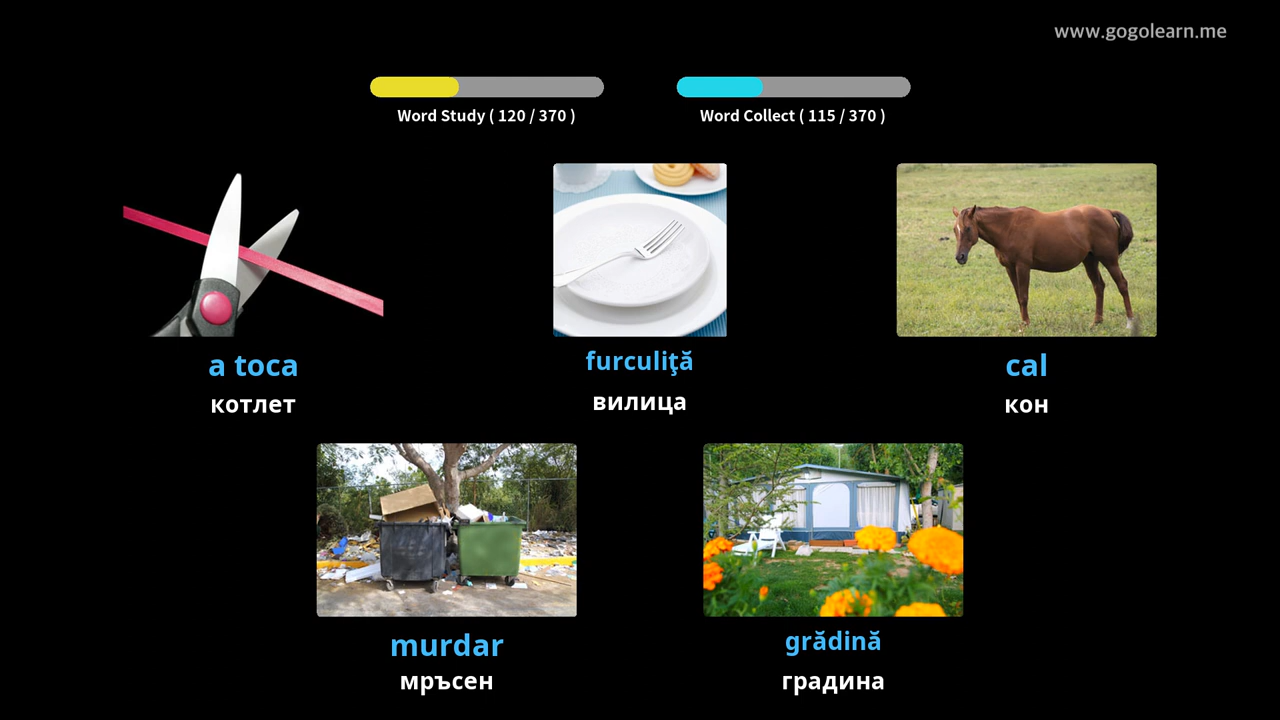 www.gogolearn.me
Word Study ( 120 / 370 )
Word Collect ( 115 / 370 )
a toca
котлет
furculiţă
вилица
cal
кон
murdar
мръсен
grădină
градина